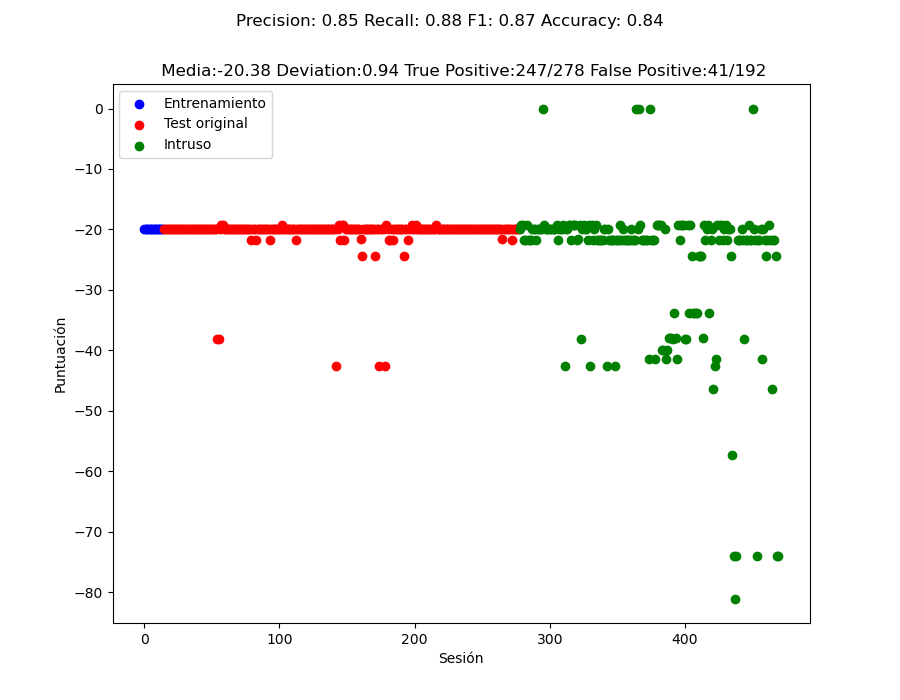 Precision: 0.85 Recall: 0.88 F1: 0.87 Accuracy: 0.84
Media:-20.38 Deviation:0.94 True Positive:247/278 False Positive:41/192
Entrenamiento
Test original
Intruso
0
−10
−20
−30
−40
−50
−60
−70
−80
Puntuación
0 100 200 300 400
Sesión